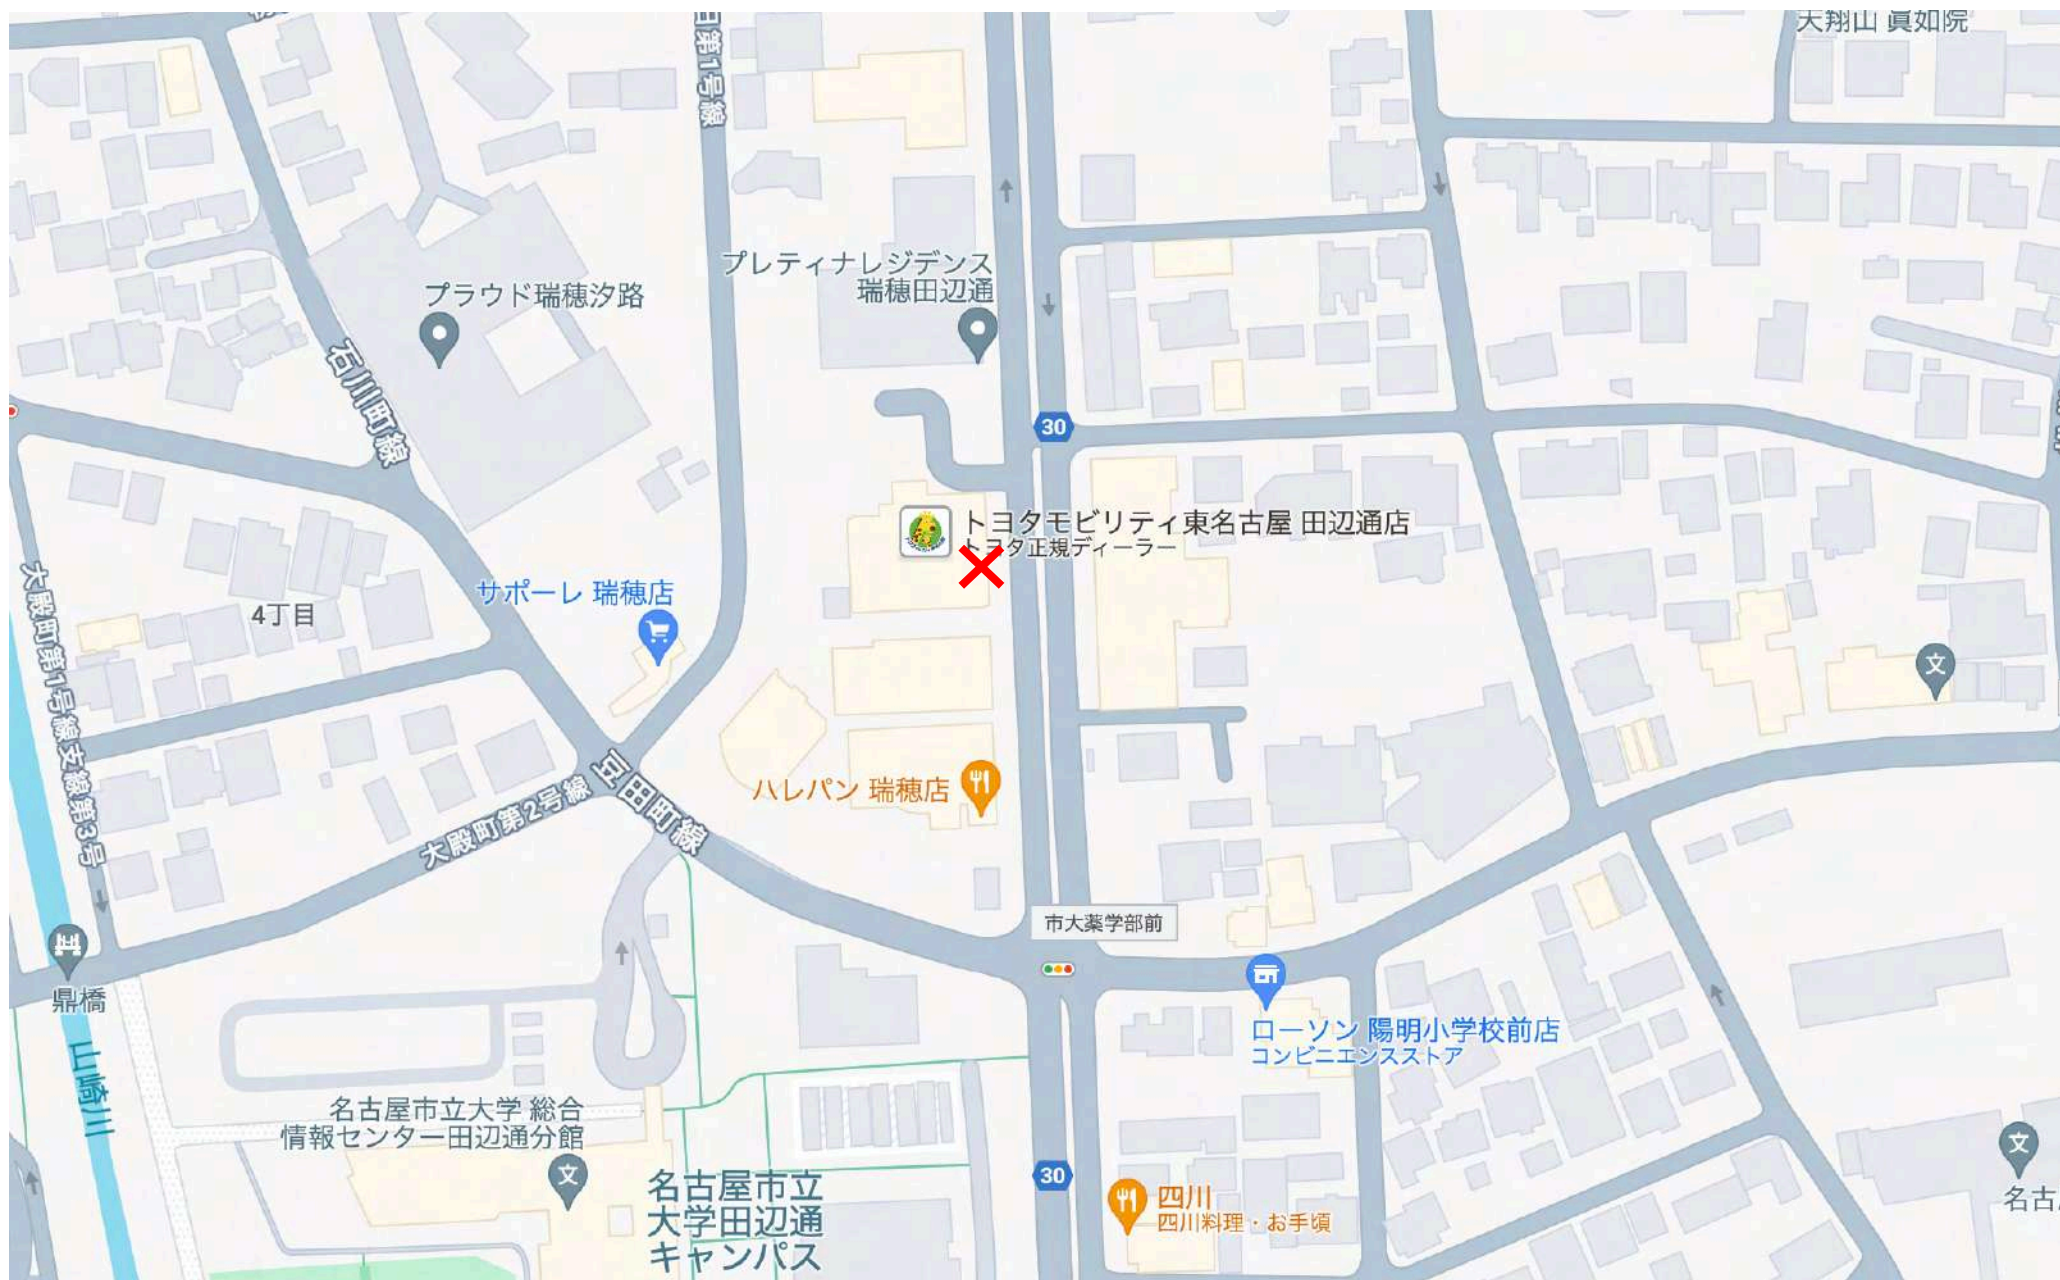 天翔山 眞如院
第1号線
プレティナレジデンス
瑞穂田辺通
プラウド瑞穂汐路
石川町線
30
トヨタモビリティ東名古屋 田辺通店
トヨタ正規ディーラー
サポーレ 瑞穂店
4丁目
大殿町第1号線支線第3号
文
ハレパン 瑞穂店
豆田町線
大殿町第2号線
市大薬学部前
鼎橋
ローソン 陽明小学校前店
コンビニエンスストア
山崎川
名古屋市立大学 総合
情報センター田辺通分館
文
文
名古屋市立
大学田辺通
キャンパス
30
四川
四川料理・お手頃
名古